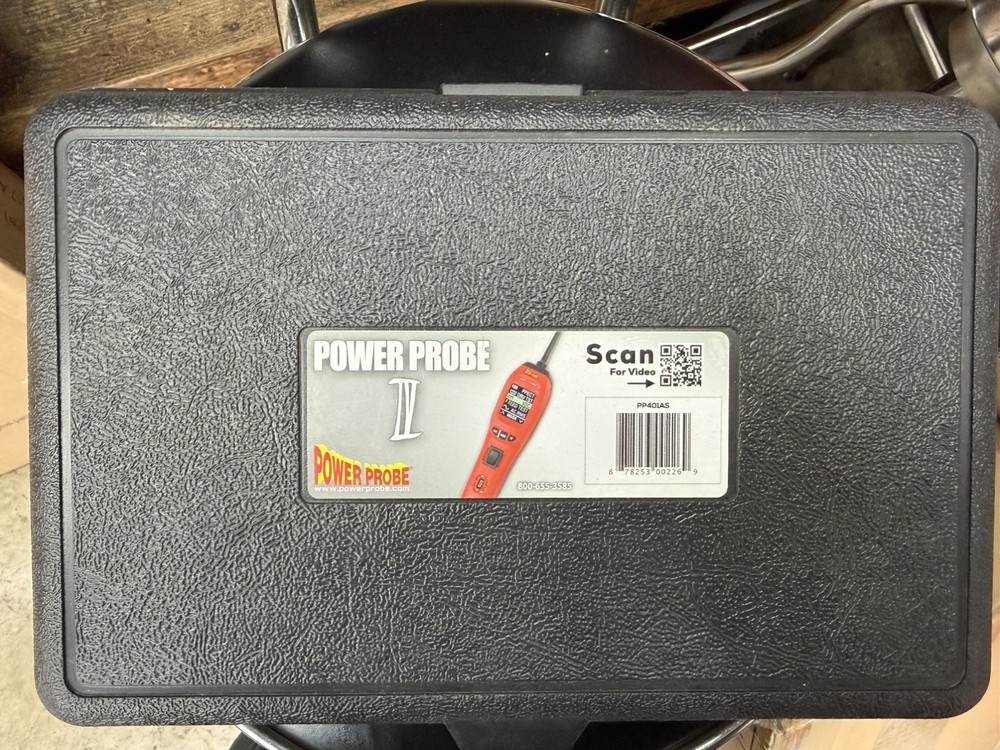 POWER PROBE
IV
POWER PROBE
www.powerprobe.com
800-655-3585
Scan
For Video
PP401AS
8 78253 00226 9